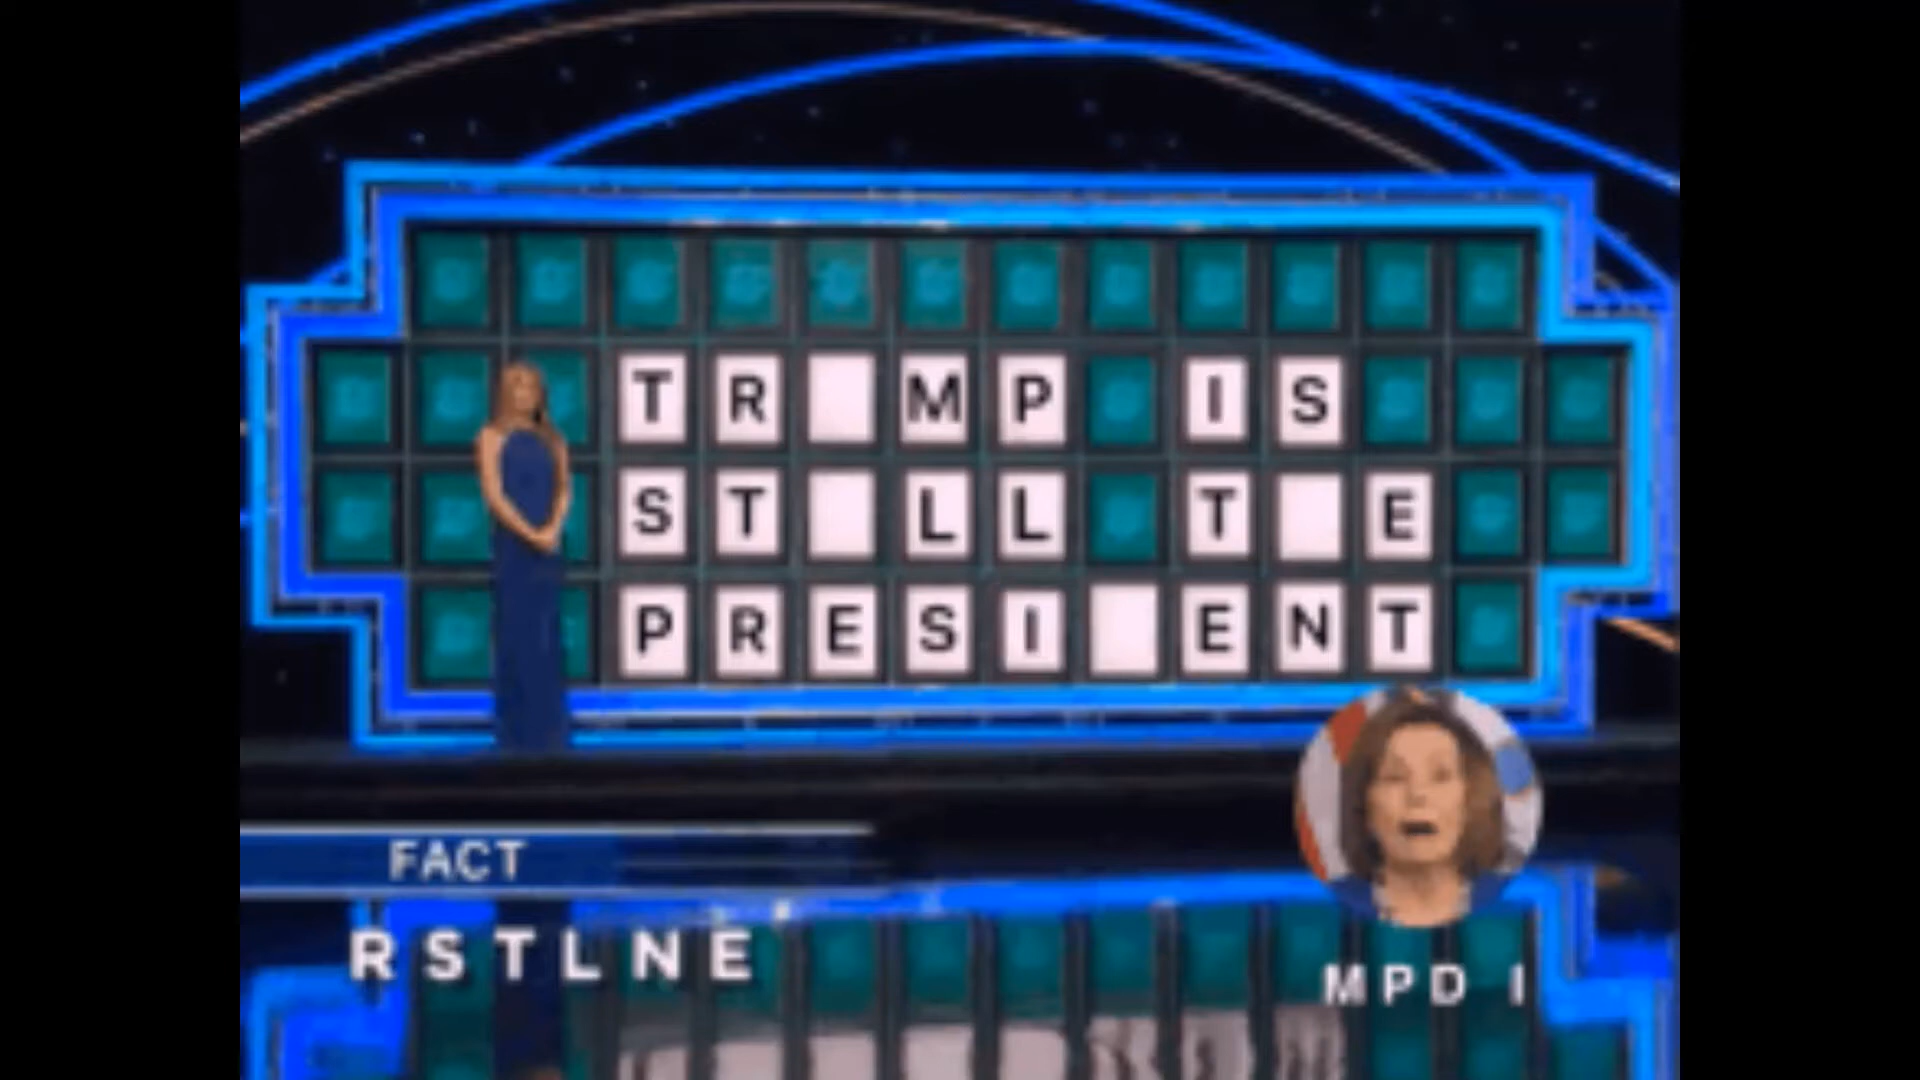 TR MP IS
ST LL T E
PRESI ENT
FACT
RSTLNE
MPD I